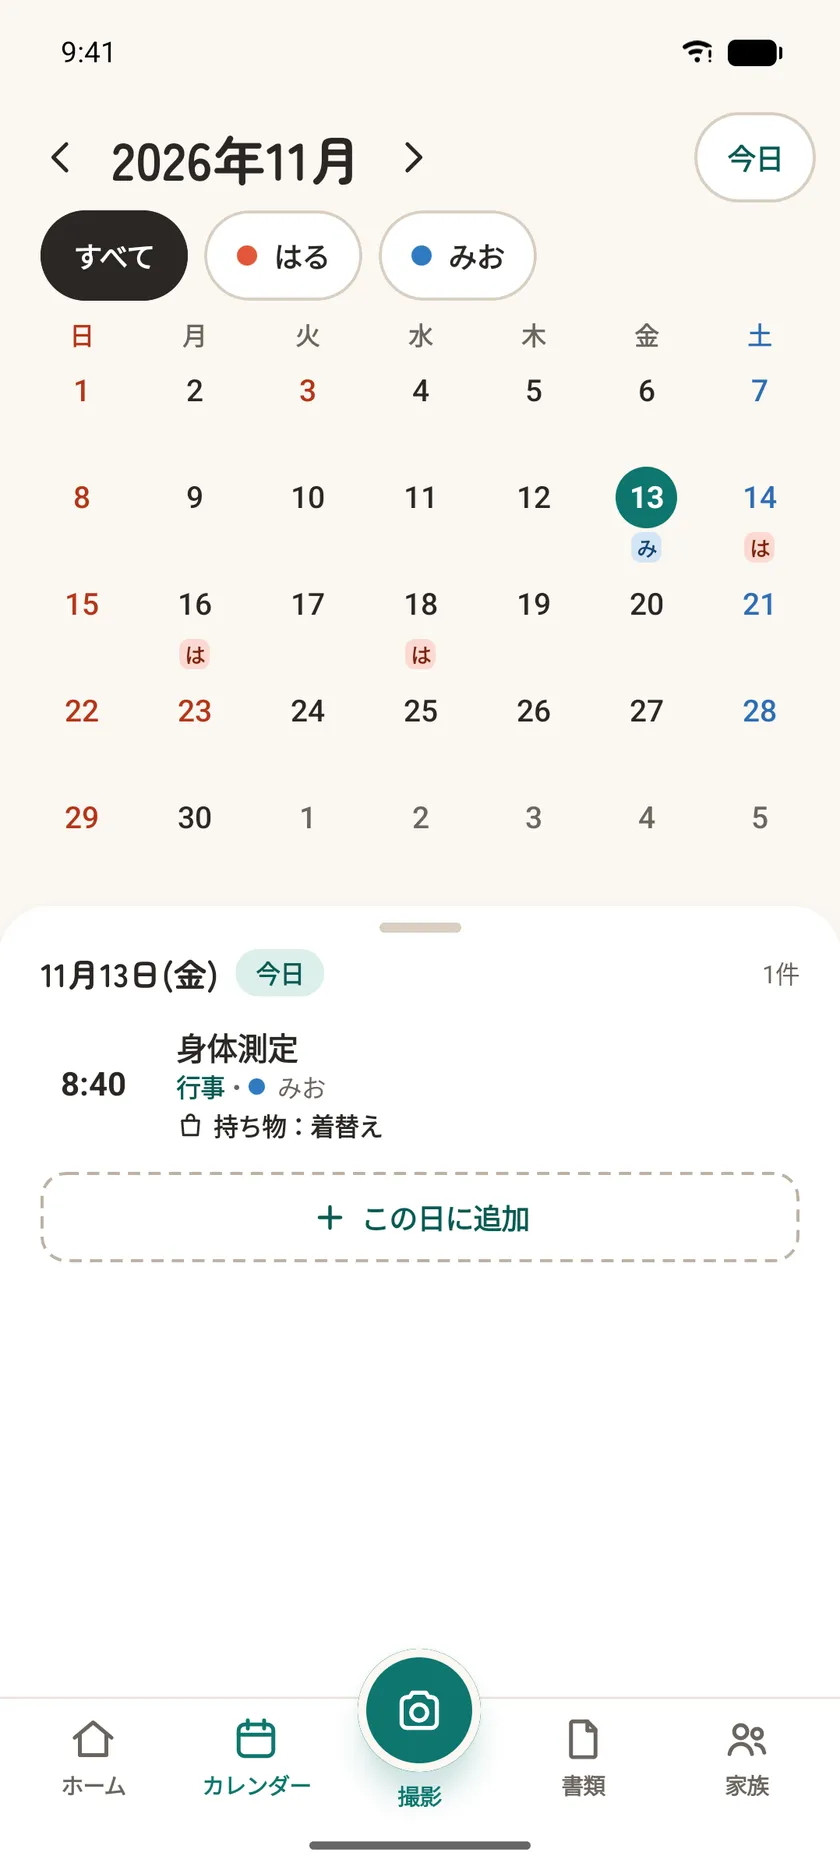 9:41
2026年11月
今日
すべて
はる
みお
日 月 火 水 木 金 土
1 2 3 4 5 6 7
8 9 10 11 12 13 14
み は
15 16 17 18 19 20 21
は は
22 23 24 25 26 27 28
29 30 1 2 3 4 5
11月13日(金) 今日 1件
身体測定
8:40
行事・みお
持ち物：着替え
＋ この日に追加
ホーム カレンダー 撮影 書類 家族